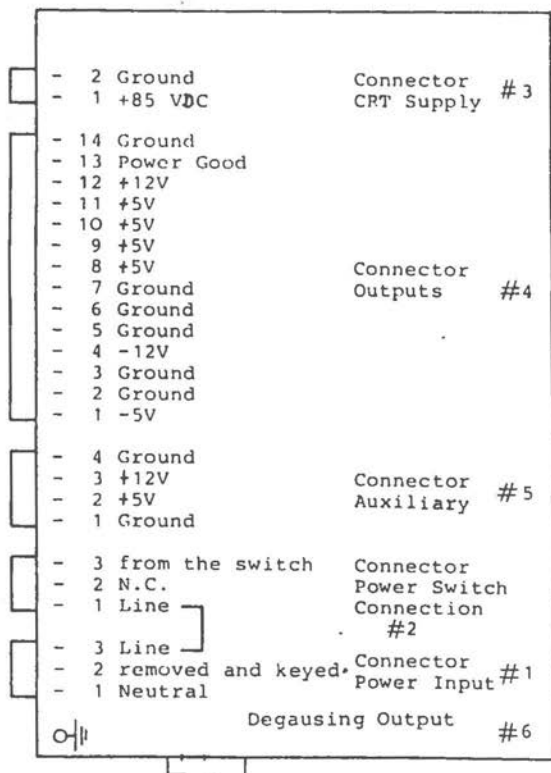 - 2 Ground Connector #3
- 1 +85 VDC CRT Supply
- 14 Ground
- 13 Power Good
- 12 +12V
- 11 +5V
- 10 +5V
- 9 +5V
- 8 +5V Connector
- 7 Ground Outputs #4
- 6 Ground
- 5 Ground
- 4 -12V
- 3 Ground
- 2 Ground
- 1 -5V
- 4 Ground
- 3 +12V Connector
- 2 +5V Auxiliary #5
- 1 Ground
- 3 from the switch Connector
- 2 N.C. Power Switch
- 1 Line Connection
#2
- 3 Line
- 2 removed and keyed. Connector
- 1 Neutral Power Input #1
Degausing Output #6